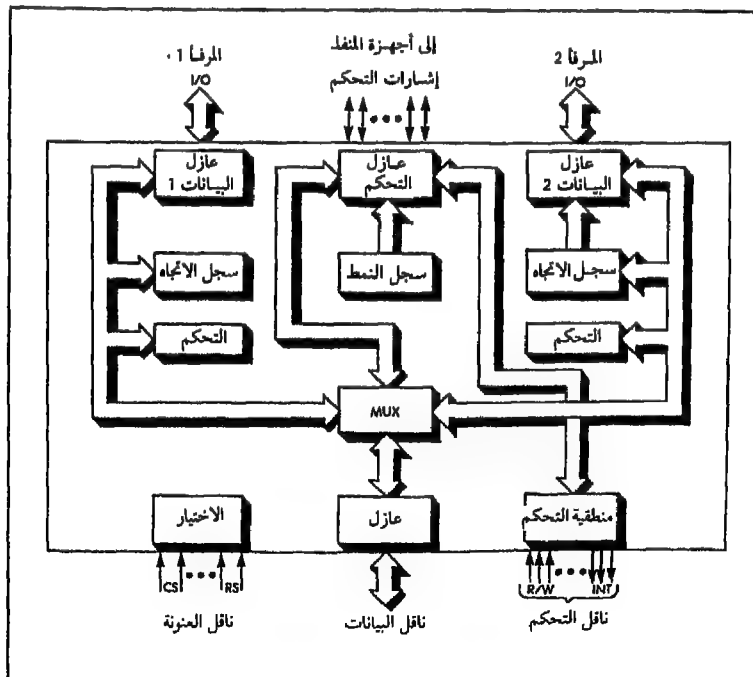 إلى أجهزة المنفذ
إشارات التحكم
المرفأ 1
I/O
المرفأ 2
I/O
عازل
البيانات 1
عازل
التحكم
عازل
البيانات 2
سجل الاتجاه
سجل النمط
سجل الاتجاه
التحكم
التحكم
MUX
الاختيار
عازل
منطقية التحكم
CS ••• RS
R/W •••• INT
ناقل العنونة
ناقل البيانات
ناقل التحكم